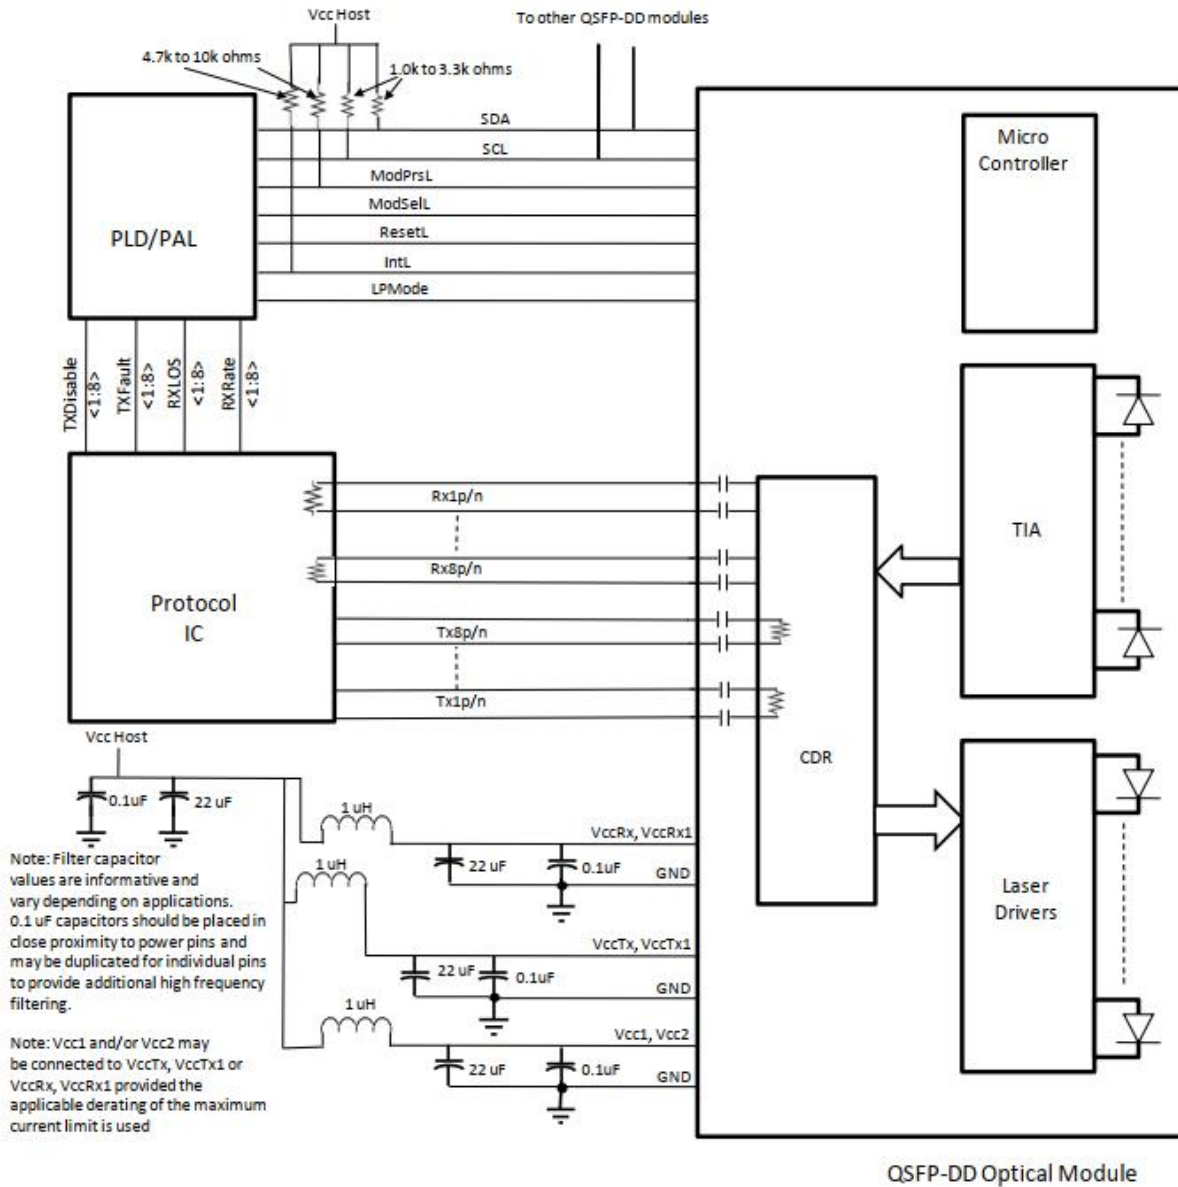 Vcc Host
To other QSFP-DD modules
4.7k to 10k ohms
1.0k to 3.3k ohms
SDA
SCL
ModPrsL
ModSelL
ResetL
IntL
LPMode
PLD/PAL
Micro
Controller
TXDisable
<1:8>
TXFault
<1:8>
RXLOS
<1:8>
RXRate
<1:8>
Rx1p/n
Rx8p/n
Tx8p/n
Tx1p/n
Protocol
IC
TIA
CDR
Laser
Drivers
Vcc Host
0.1uF
22 uF
1 uH
VccRx, VccRx1
22 uF
0.1uF
GND
1 uH
VccTx, VccTx1
22 uF
0.1uF
GND
1 uH
Vcc1, Vcc2
22 uF
0.1uF
GND
Note: Filter capacitor
values are informative and
vary depending on applications.
0.1 uF capacitors should be placed in
close proximity to power pins and
may be duplicated for individual pins
to provide additional high frequency
filtering.
Note: Vcc1 and/or Vcc2 may
be connected to VccTx, VccTx1 or
VccRx, VccRx1 provided the
applicable derating of the maximum
current limit is used
QSFP-DD Optical Module